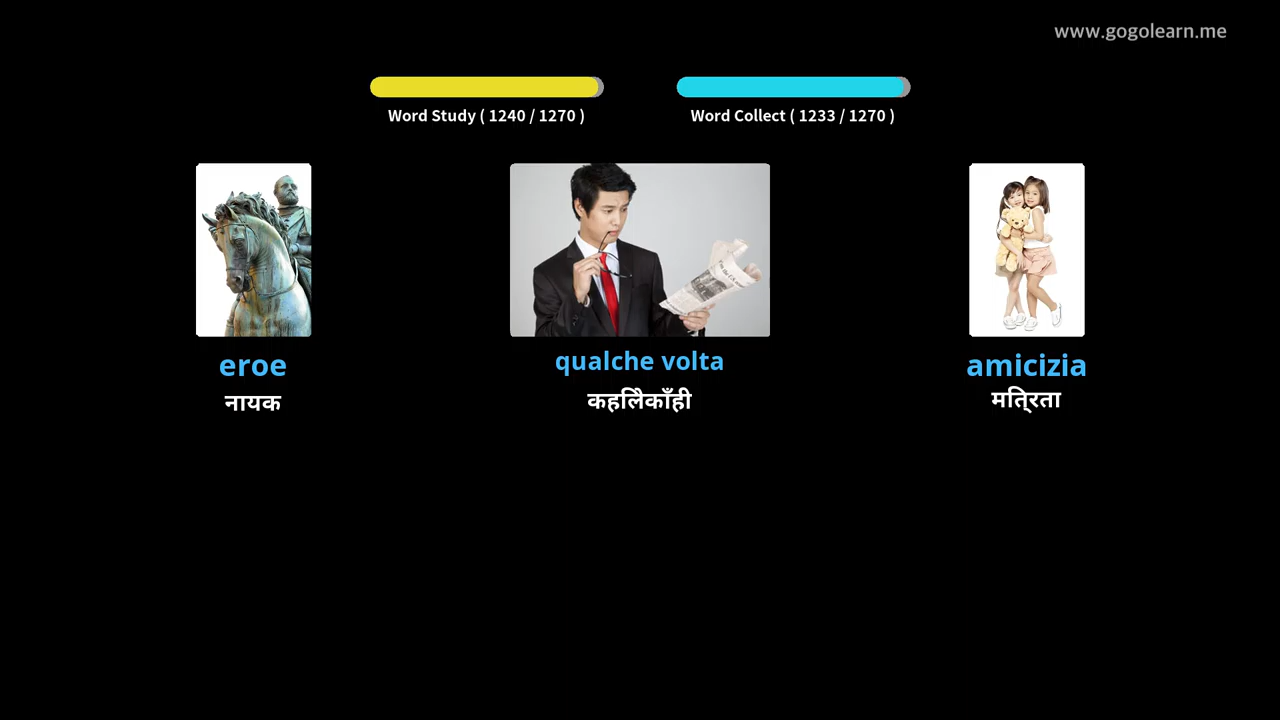 www.gogolearn.me
Word Study ( 1240 / 1270 )
Word Collect ( 1233 / 1270 )
eroe
नायक
qualche volta
कहिलेकाँही
amicizia
मित्रता